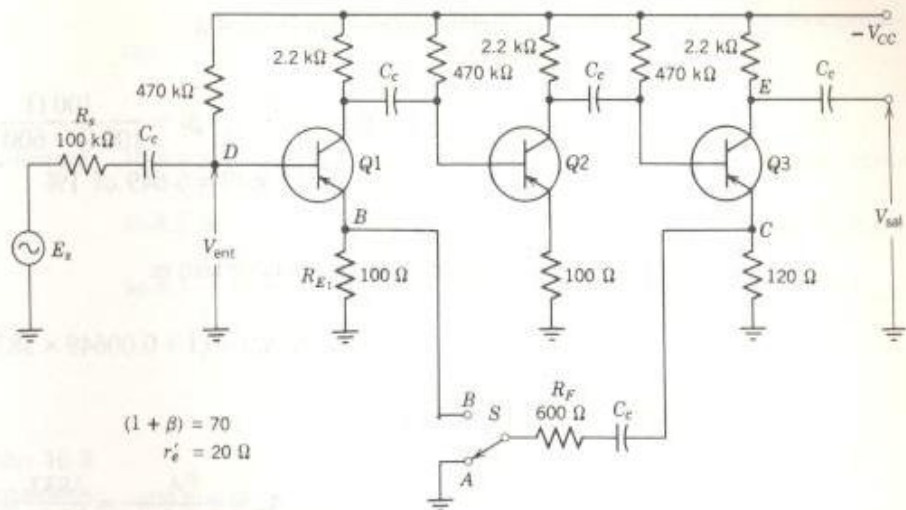 −V_CC
2.2 kΩ
2.2 kΩ
2.2 kΩ
C_c
C_c
C_c
470 kΩ
470 kΩ
470 kΩ
E
R_s
100 kΩ
C_c
D
Q1
Q2
Q3
B
C
V_sal
E_s
V_ent
R_E1
100 Ω
100 Ω
120 Ω
R_F
B
S
600 Ω
C_c
(1 + β) = 70
r′_e = 20 Ω
A